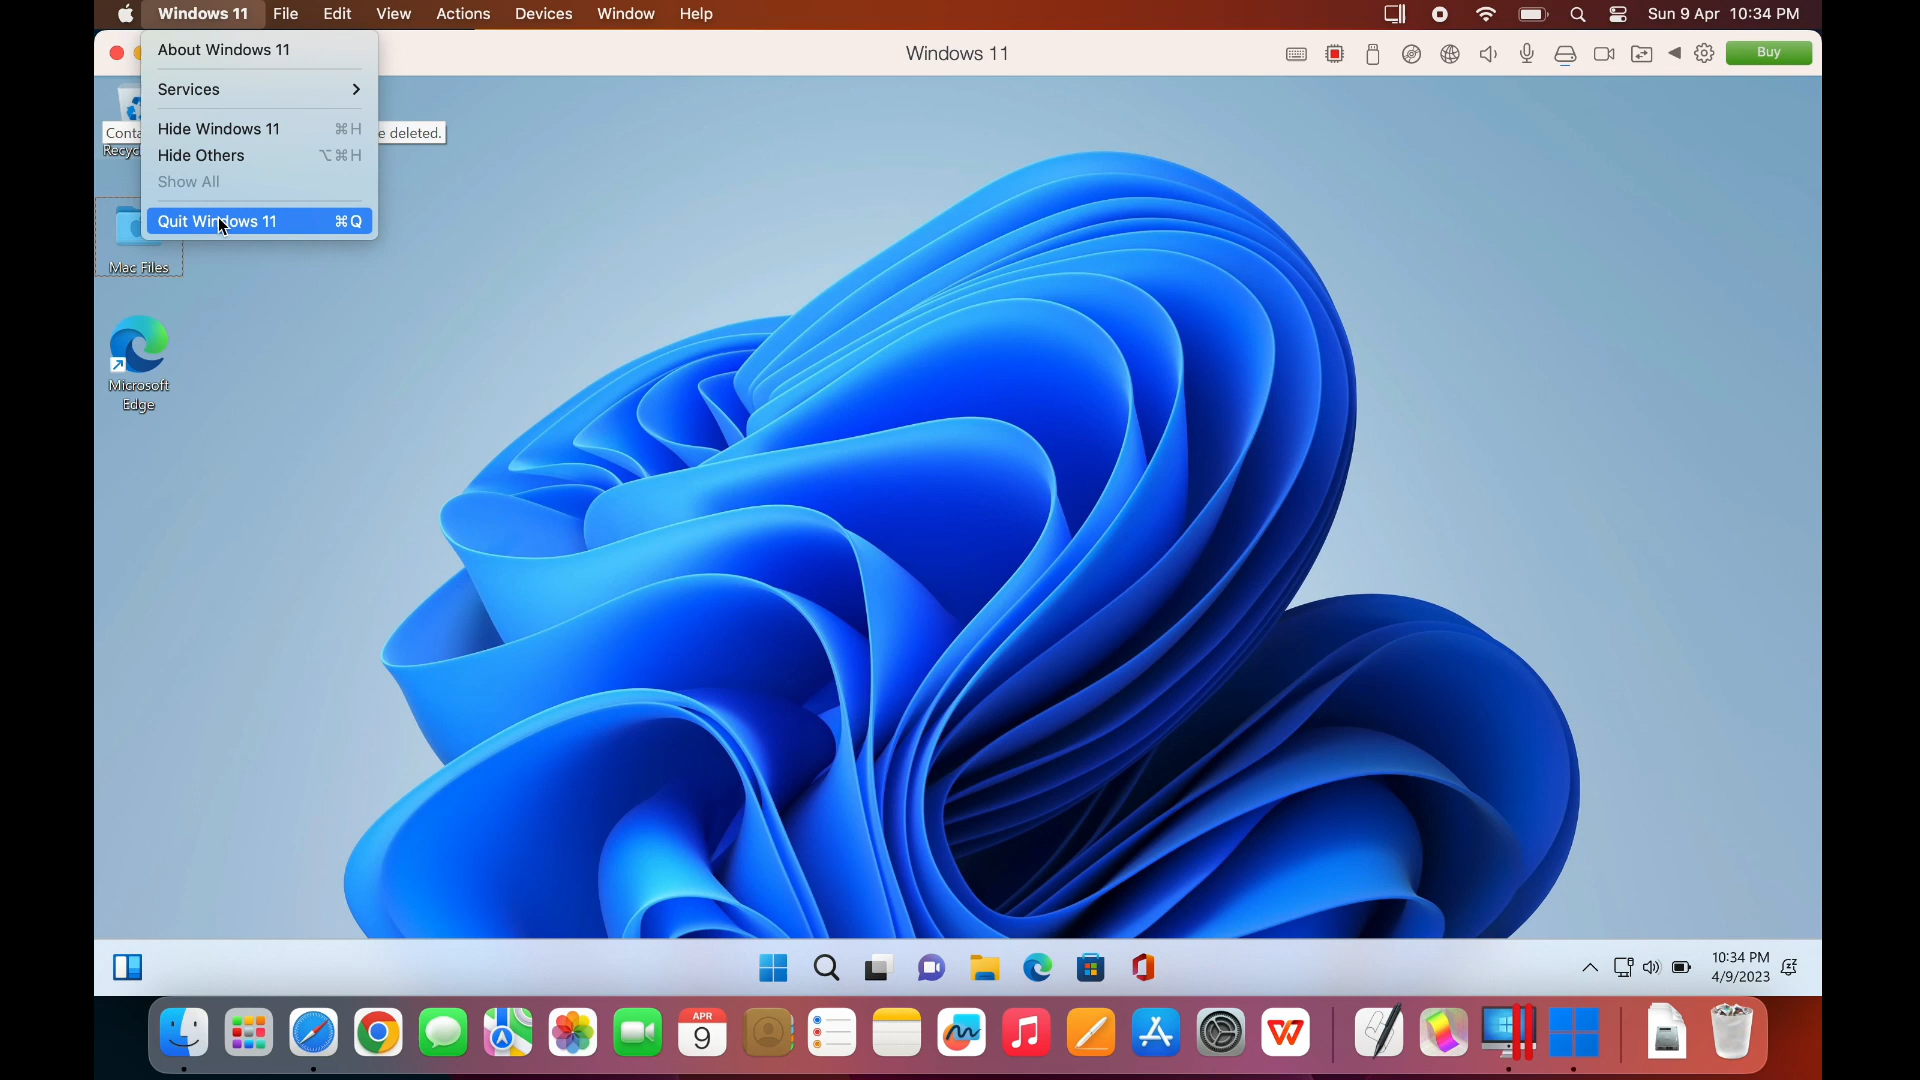 Windows 11 File Edit View Actions Devices Window Help Sun 9 Apr 10:34 PM
Windows 11 Buy
About Windows 11
Services
Hide Windows 11 ⌘H
Hide Others ⌥⌘H
Show All
Quit Windows 11 ⌘Q
e deleted.
Mac Files
Microsoft
Edge
10:34 PM
4/9/2023
APR
9